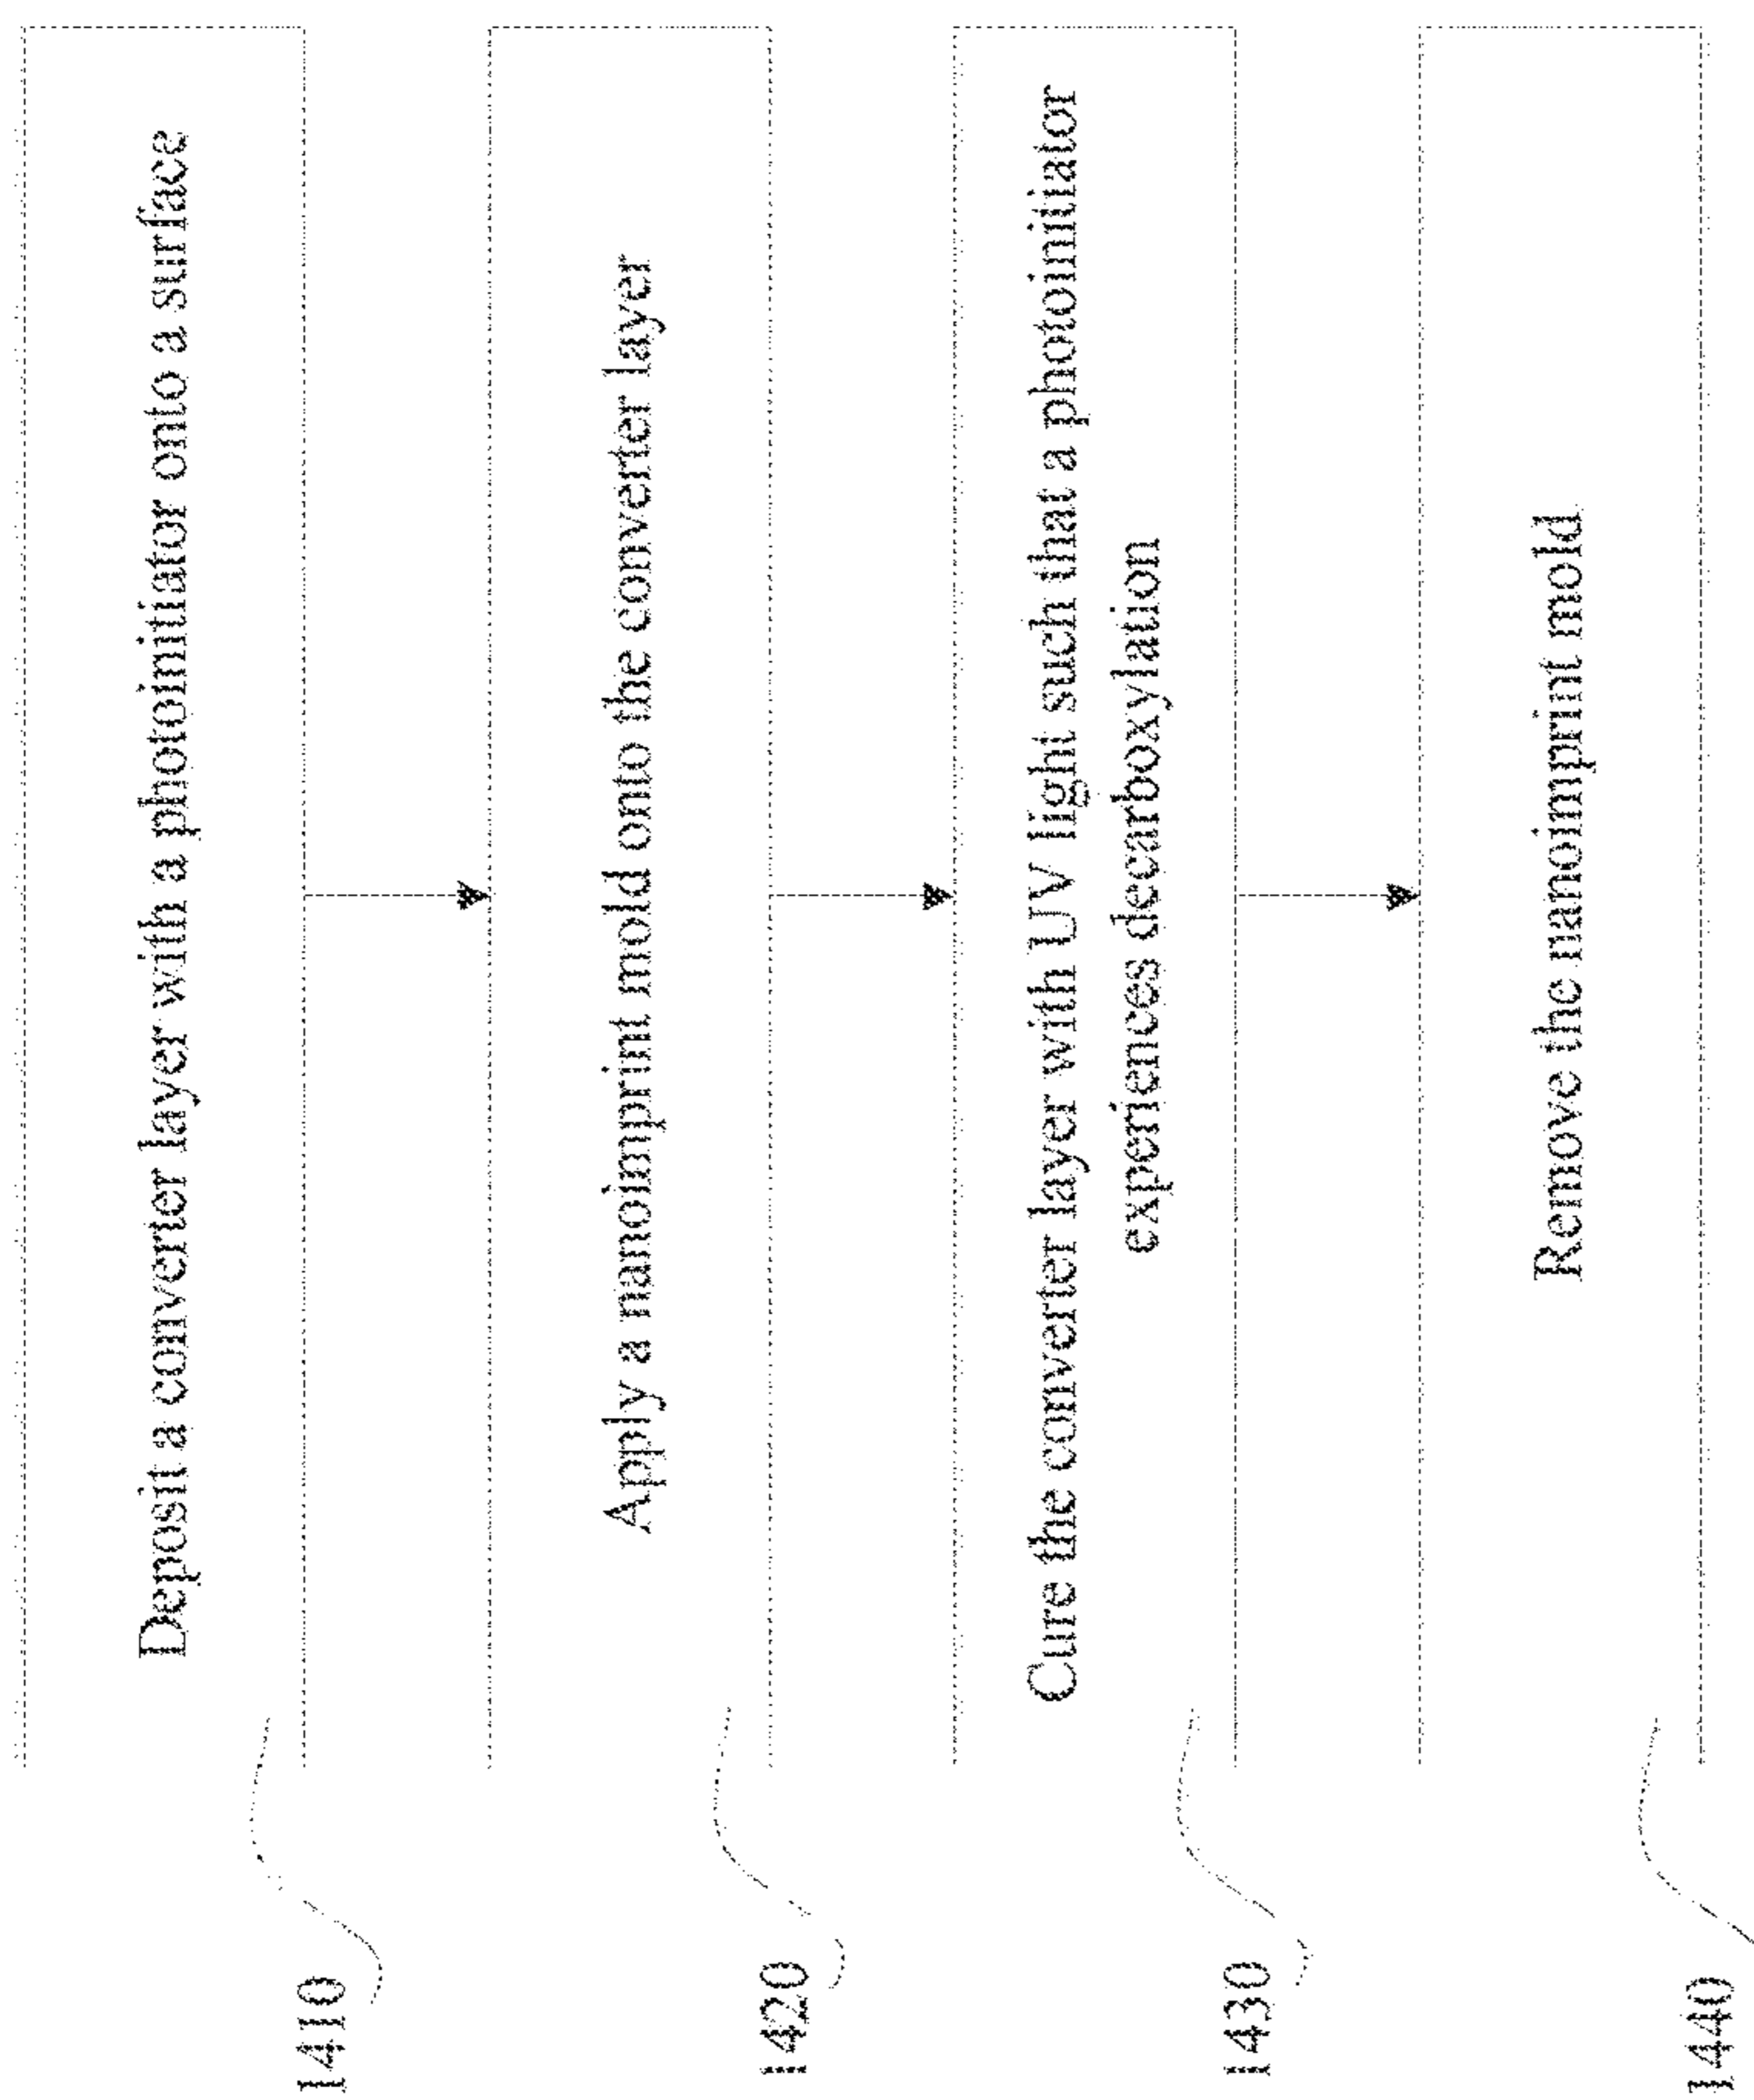 Deposit a converter layer with a photoinitiator onto a surface
1410
Apply a nanoimprint mold onto the converter layer
1420
Cure the converter layer with UV light such that a photoinitiator
experiences decarboxylation
1430
Remove the nanoimprint mold
1440